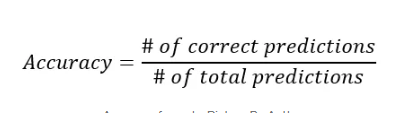 Accuracy = # of correct predictions / # of total predictions